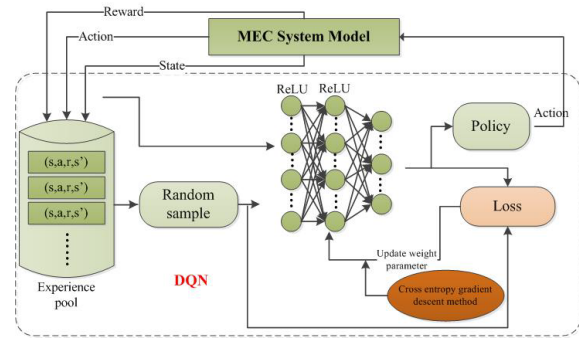 Reward
Action
State
MEC System Model
ReLU
ReLU
Policy
Action
(s,a,r,s’)
(s,a,r,s’)
(s,a,r,s’)
Random
sample
Loss
Update weight
parameter
Cross entropy gradient
descent method
Experience
pool
DQN